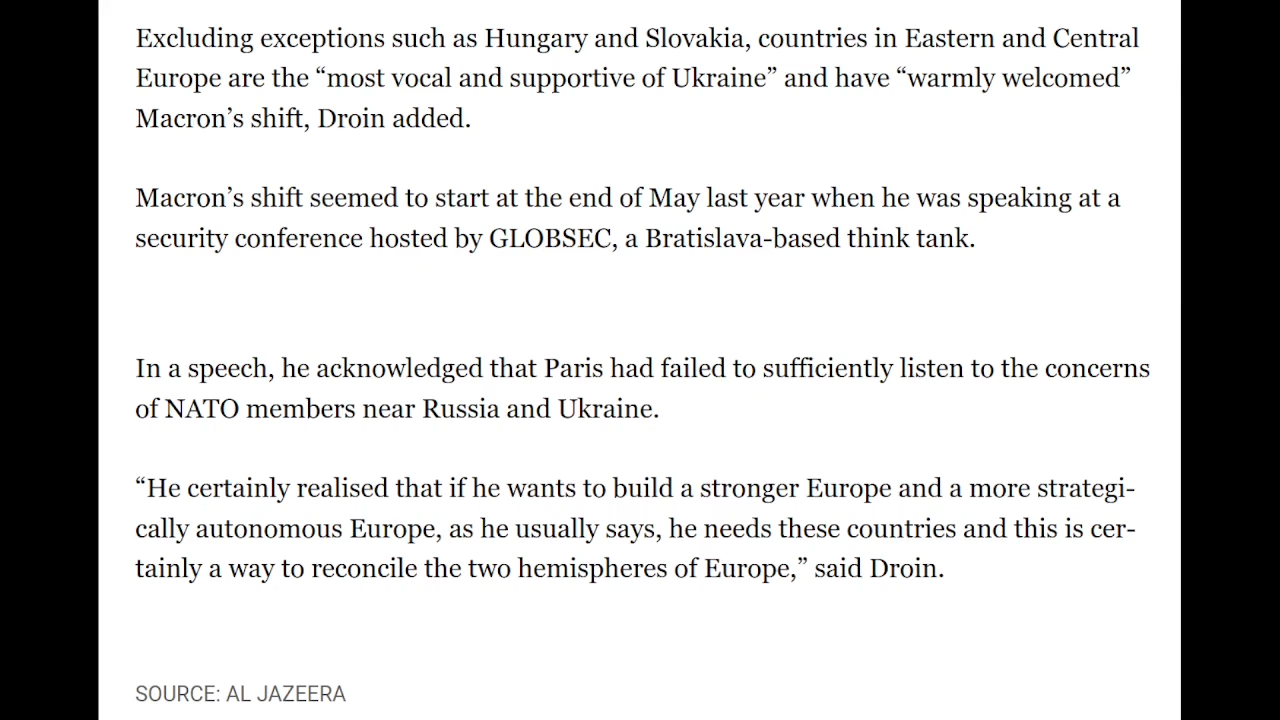 Excluding exceptions such as Hungary and Slovakia, countries in Eastern and Central
Europe are the “most vocal and supportive of Ukraine” and have “warmly welcomed”
Macron’s shift, Droin added.
Macron’s shift seemed to start at the end of May last year when he was speaking at a
security conference hosted by GLOBSEC, a Bratislava-based think tank.
In a speech, he acknowledged that Paris had failed to sufficiently listen to the concerns
of NATO members near Russia and Ukraine.
“He certainly realised that if he wants to build a stronger Europe and a more strategi-
cally autonomous Europe, as he usually says, he needs these countries and this is cer-
tainly a way to reconcile the two hemispheres of Europe,” said Droin.
SOURCE: AL JAZEERA